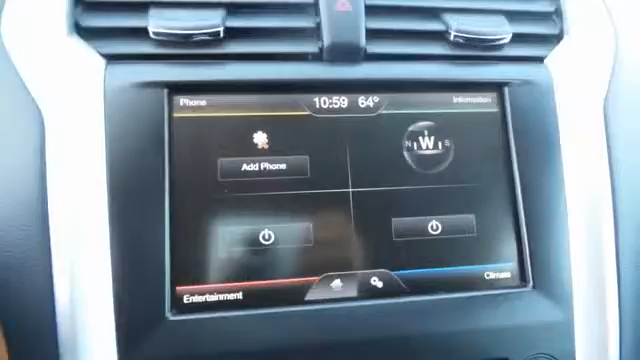 Phone 10:59 64° Information
Add Phone
N W S
Entertainment
Climate